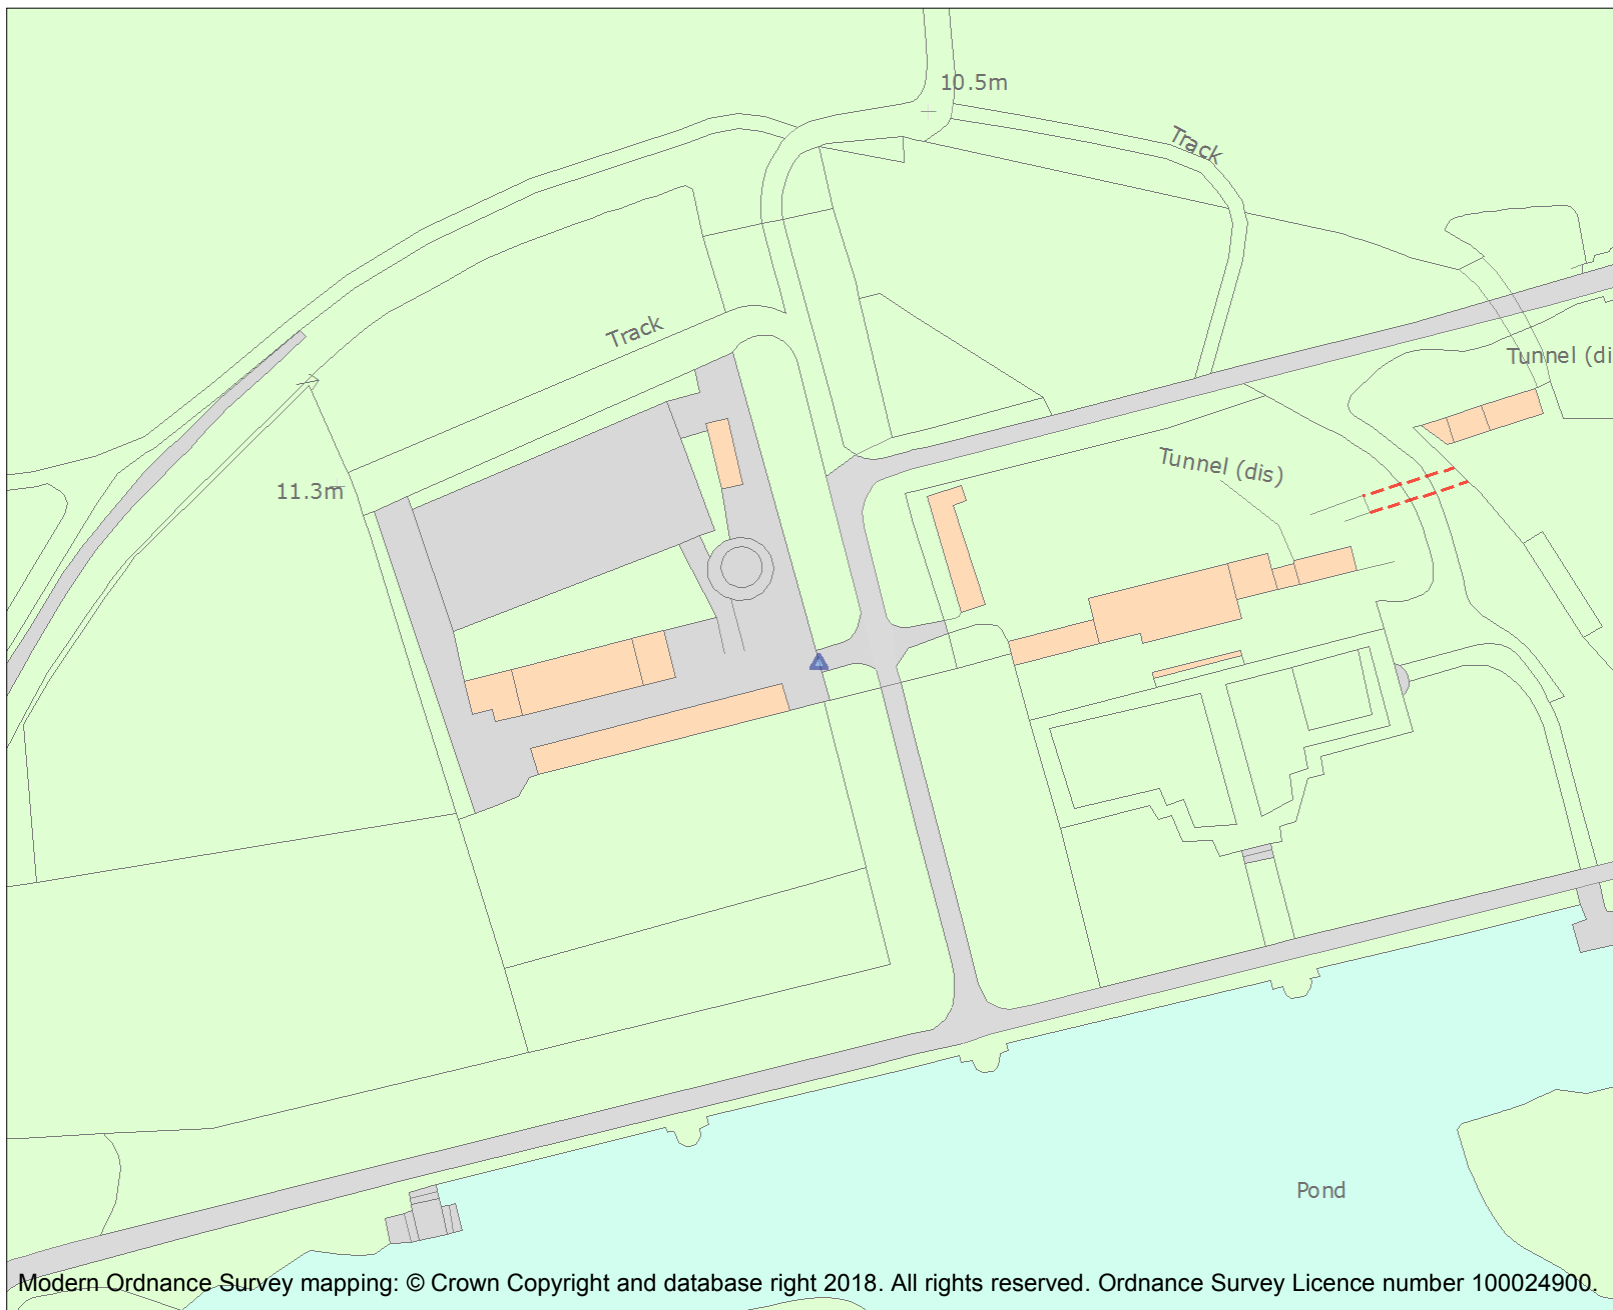 10.5m
Track
Track
Tunnel (di
Tunnel (dis)
11.3m
Pond
Modern Ordnance Survey mapping: © Crown Copyright and database right 2018. All rights reserved. Ordnance Survey Licence number 100024900.